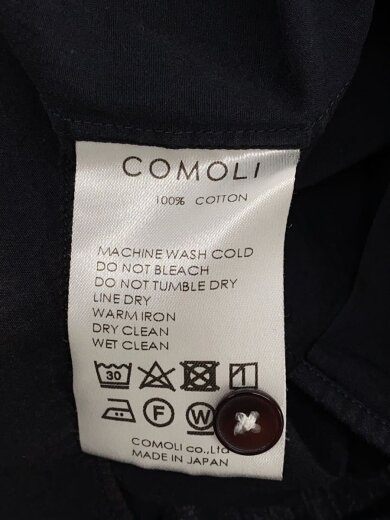 COMOLI
100% COTTON
MACHINE WASH COLD
DO NOT BLEACH
DO NOT TUMBLE DRY
LINE DRY
WARM IRON
DRY CLEAN
WET CLEAN
30
F W
COMOLI co.,Ltd
MADE IN JAPAN